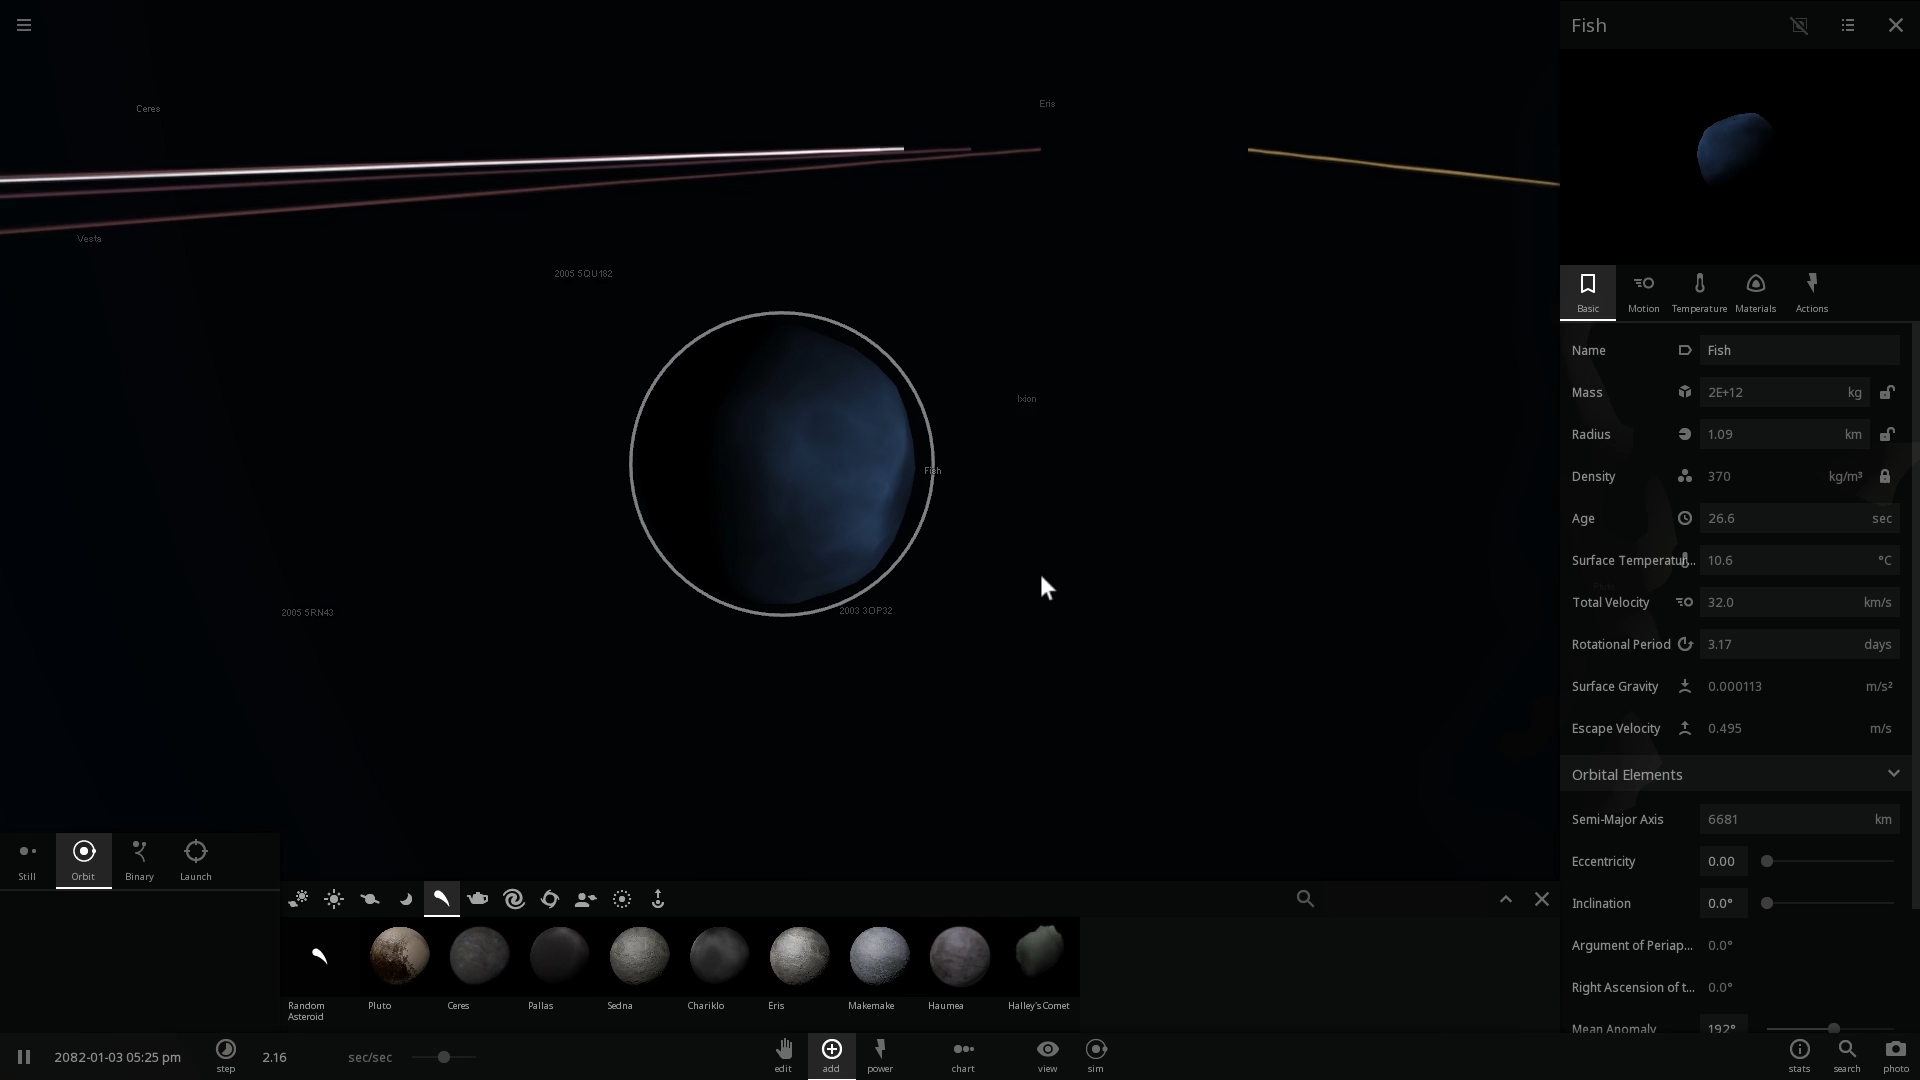 Fish
Ceres
Eris
Vesta
2005 5QU182
Ixion
Fish
2005 5RN43
2003 3OP32
Basic
Motion
Temperature
Materials
Actions
Name
Fish
Mass
2E+12
kg
Radius
1.09
km
Density
370
kg/m³
Age
26.6
sec
Surface Temperatur...
10.6
°C
Total Velocity
32.0
km/s
Rotational Period
3.17
days
Surface Gravity
0.000113
m/s²
Escape Velocity
0.495
m/s
Orbital Elements
Semi-Major Axis
6681
km
Eccentricity
0.00
Inclination
0.0°
Argument of Periap...
0.0°
Right Ascension of t...
0.0°
Mean Anomaly
192°
Still
Orbit
Binary
Launch
Random Asteroid
Pluto
Ceres
Pallas
Sedna
Chariklo
Eris
Makemake
Haumea
Halley's Comet
2082-01-03 05:25 pm
step
2.16
sec/sec
edit
add
power
chart
view
sim
stats
search
photo